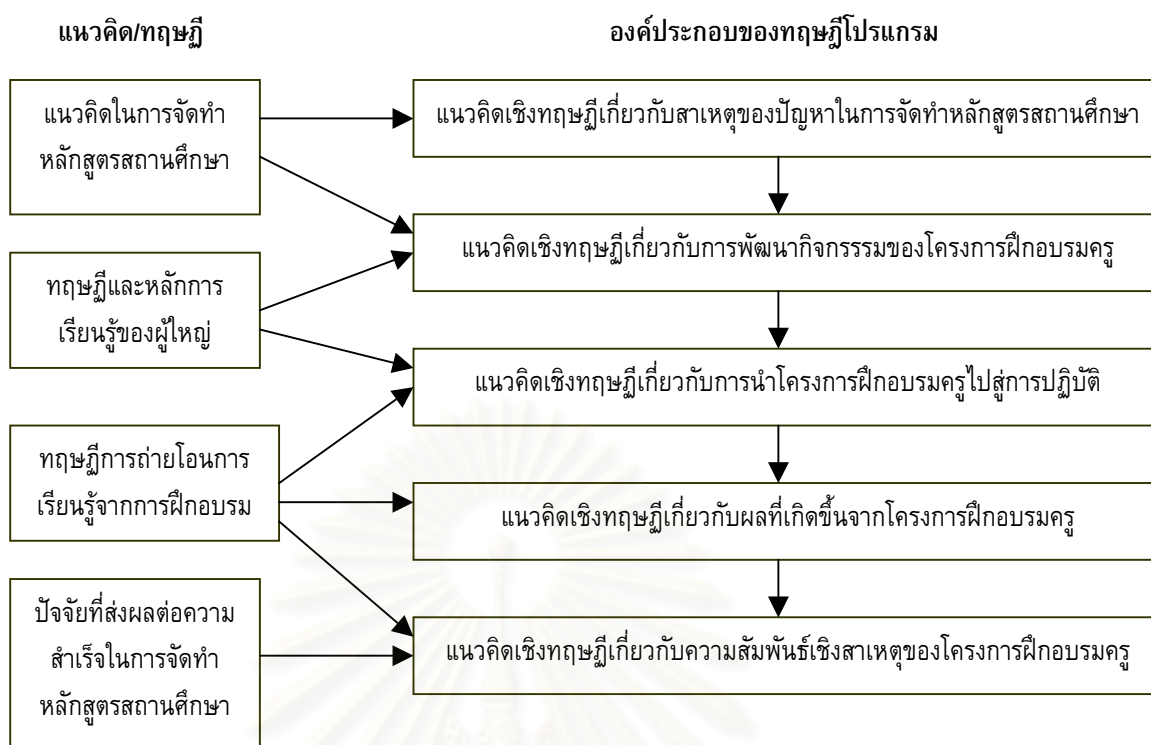 แนวคิด/ทฤษฎี
องค์ประกอบของทฤษฎีโปรแกรม
แนวคิดในการจัดทำ
หลักสูตรสถานศึกษา
ทฤษฎีและหลักการ
เรียนรู้ของผู้ใหญ่
ทฤษฎีการถ่ายโอนการ
เรียนรู้จากการฝึกอบรม
ปัจจัยที่ส่งผลต่อความ
สำเร็จในการจัดทำ
หลักสูตรสถานศึกษา
แนวคิดเชิงทฤษฎีเกี่ยวกับสาเหตุของปัญหาในการจัดทำหลักสูตรสถานศึกษา
แนวคิดเชิงทฤษฎีเกี่ยวกับการพัฒนากิจกรรรมของโครงการฝึกอบรมครู
แนวคิดเชิงทฤษฎีเกี่ยวกับการนำโครงการฝึกอบรมครูไปสู่การปฏิบัติ
แนวคิดเชิงทฤษฎีเกี่ยวกับผลที่เกิดขึ้นจากโครงการฝึกอบรมครู
แนวคิดเชิงทฤษฎีเกี่ยวกับความสัมพันธ์เชิงสาเหตุของโครงการฝึกอบรมครู